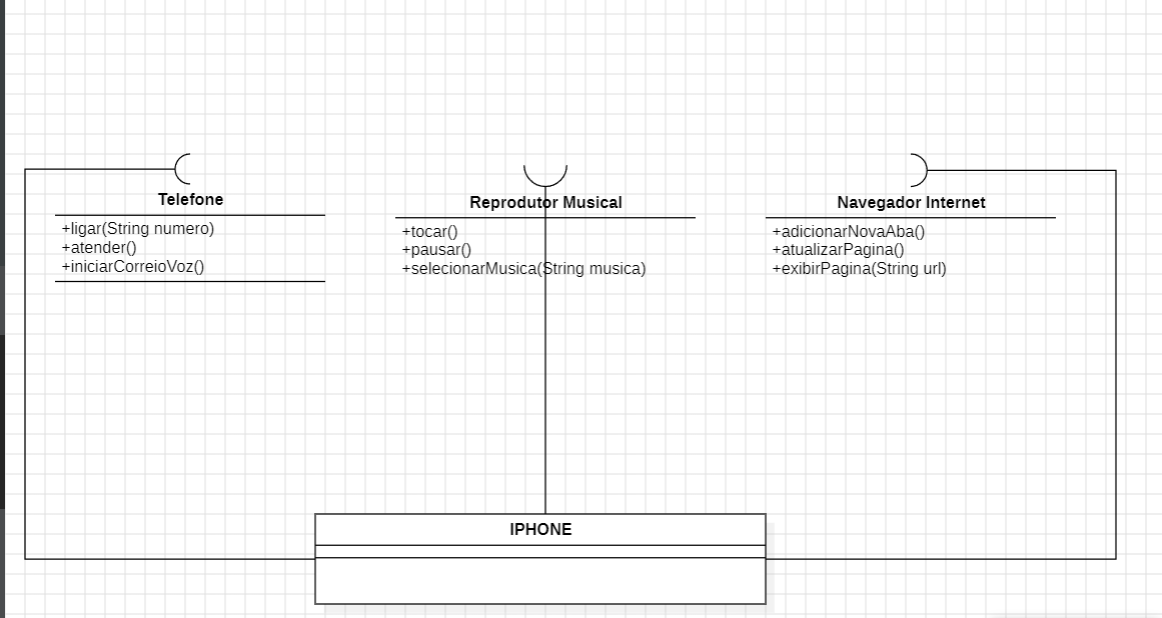 Telefone
+ligar(String numero)
+atender()
+iniciarCorreioVoz()
Reprodutor Musical
+tocar()
+pausar()
+selecionarMusica(String musica)
Navegador Internet
+adicionarNovaAba()
+atualizarPagina()
+exibirPagina(String url)
IPHONE